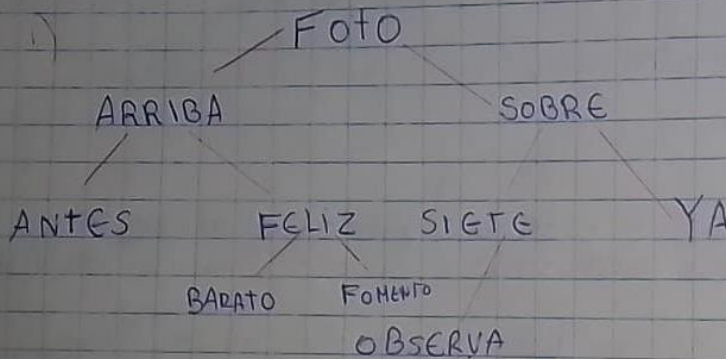 1)
FOTO
ARRIBA SOBRE
ANTES FELIZ SIETE YA
BARATO FOMENTO
OBSERVA